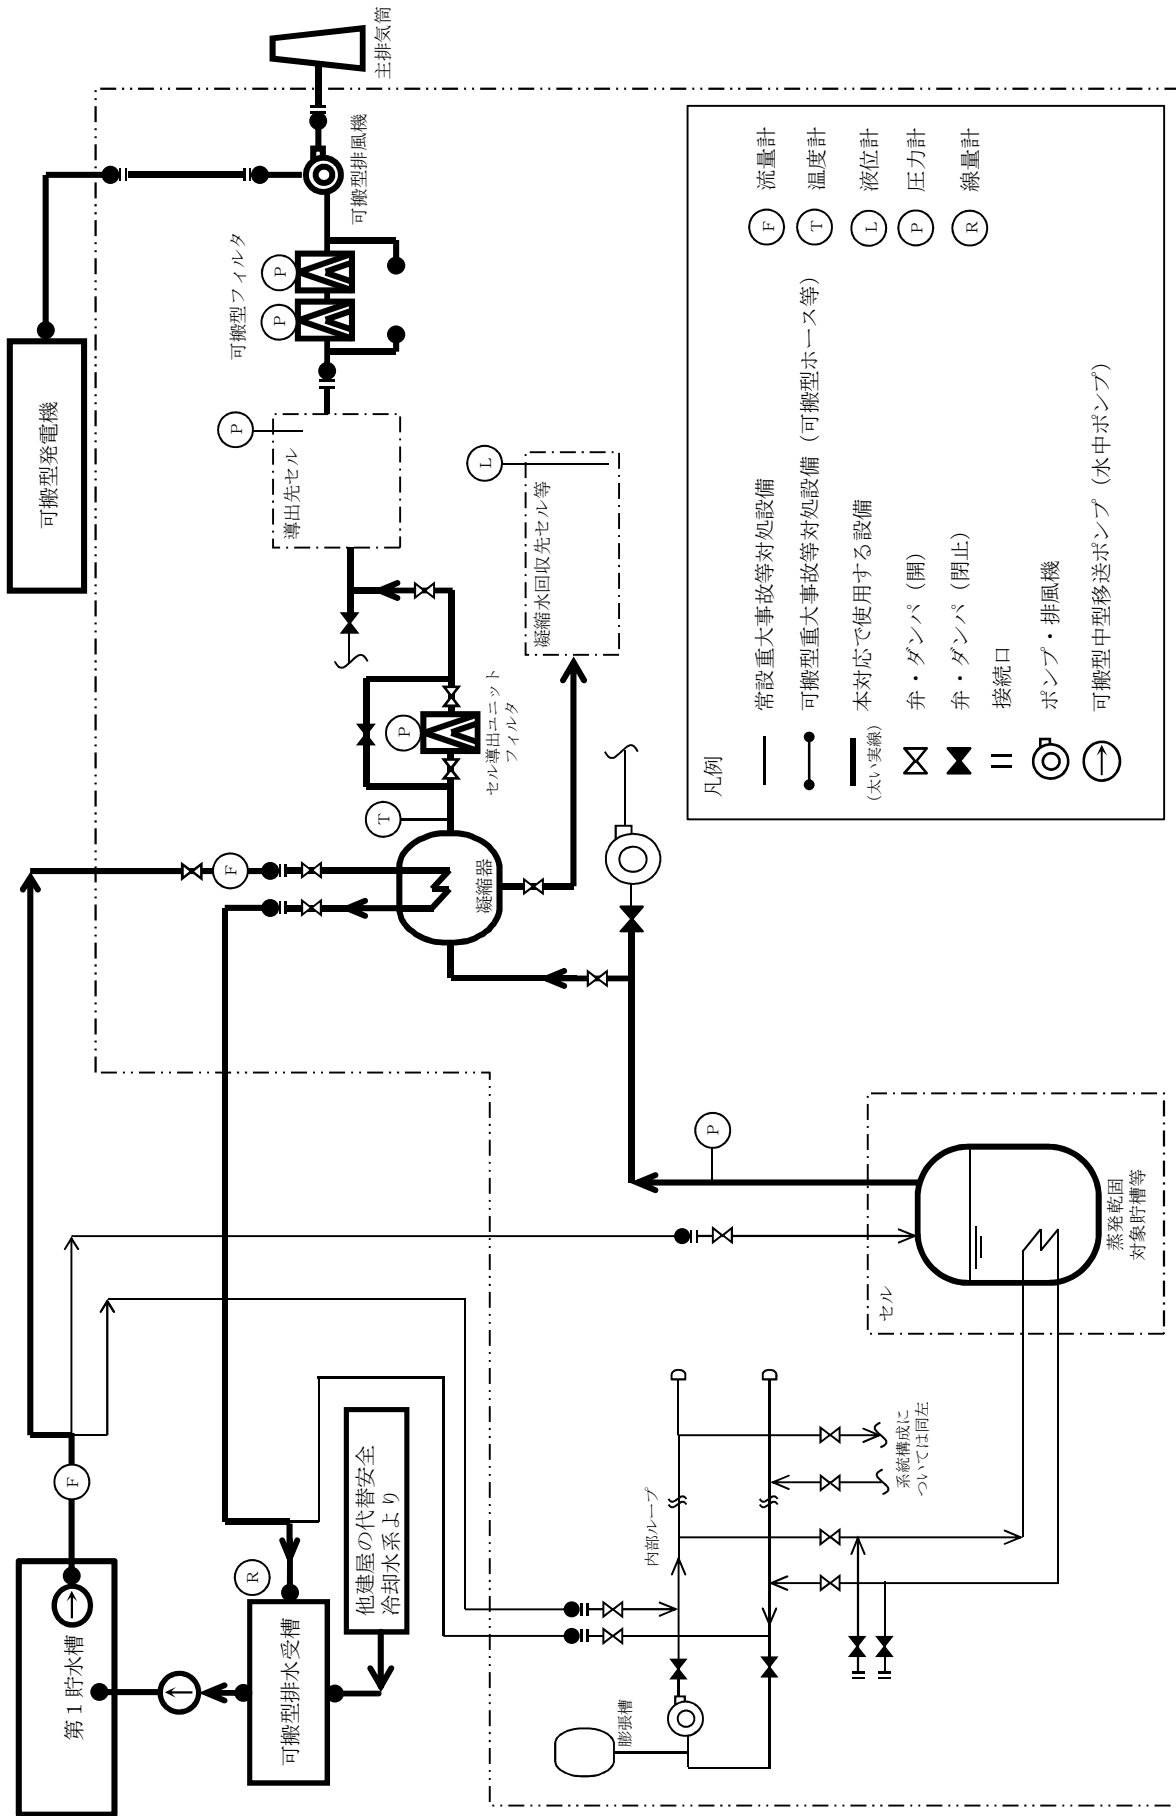 主排気筒
可搬型排風機
可搬型フィルタ
P
P
可搬型発電機
P
導出先セル
L
凝縮水回収先セル等
P
セル導出ユニット
フィルタ
T
F
凝縮器
P
セル
蒸発乾固
対象貯槽等
F
第１貯水槽
R
可搬型排水受槽
他建屋の代替安全
冷却水系より
内部ループ
系統構成に
ついては同左
膨張槽
凡例
常設重大事故等対処設備
可搬型重大事故等対処設備（可搬型ホース等）
本対応で使用する設備
（太い実線）
弁・ダンパ（開）
弁・ダンパ（閉止）
接続口
ポンプ・排風機
可搬型中型移送ポンプ（水中ポンプ）
F 流量計
T 温度計
L 液位計
P 圧力計
R 線量計